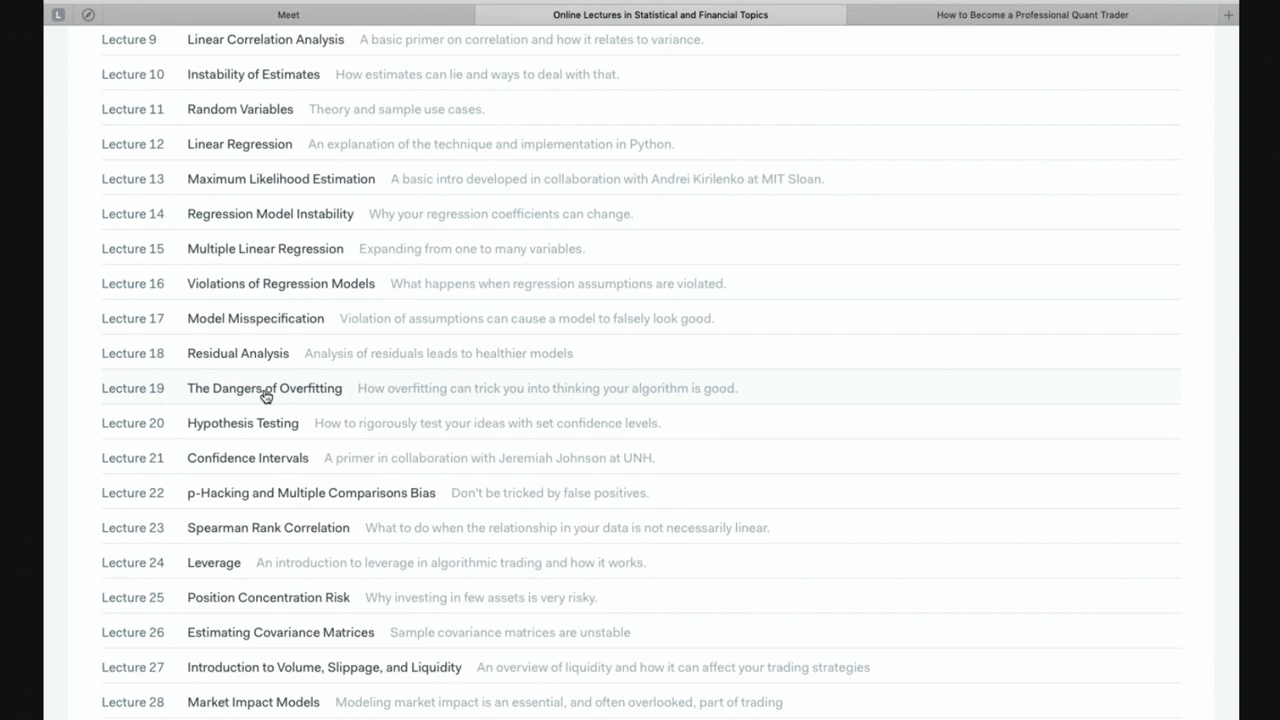 L Meet Online Lectures in Statistical and Financial Topics How to Become a Professional Quant Trader +
Lecture 9 Linear Correlation Analysis A basic primer on correlation and how it relates to variance.
Lecture 10 Instability of Estimates How estimates can lie and ways to deal with that.
Lecture 11 Random Variables Theory and sample use cases.
Lecture 12 Linear Regression An explanation of the technique and implementation in Python.
Lecture 13 Maximum Likelihood Estimation A basic intro developed in collaboration with Andrei Kirilenko at MIT Sloan.
Lecture 14 Regression Model Instability Why your regression coefficients can change.
Lecture 15 Multiple Linear Regression Expanding from one to many variables.
Lecture 16 Violations of Regression Models What happens when regression assumptions are violated.
Lecture 17 Model Misspecification Violation of assumptions can cause a model to falsely look good.
Lecture 18 Residual Analysis Analysis of residuals leads to healthier models
Lecture 19 The Dangers of Overfitting How overfitting can trick you into thinking your algorithm is good.
Lecture 20 Hypothesis Testing How to rigorously test your ideas with set confidence levels.
Lecture 21 Confidence Intervals A primer in collaboration with Jeremiah Johnson at UNH.
Lecture 22 p-Hacking and Multiple Comparisons Bias Don't be tricked by false positives.
Lecture 23 Spearman Rank Correlation What to do when the relationship in your data is not necessarily linear.
Lecture 24 Leverage An introduction to leverage in algorithmic trading and how it works.
Lecture 25 Position Concentration Risk Why investing in few assets is very risky.
Lecture 26 Estimating Covariance Matrices Sample covariance matrices are unstable
Lecture 27 Introduction to Volume, Slippage, and Liquidity An overview of liquidity and how it can affect your trading strategies
Lecture 28 Market Impact Models Modeling market impact is an essential, and often overlooked, part of trading